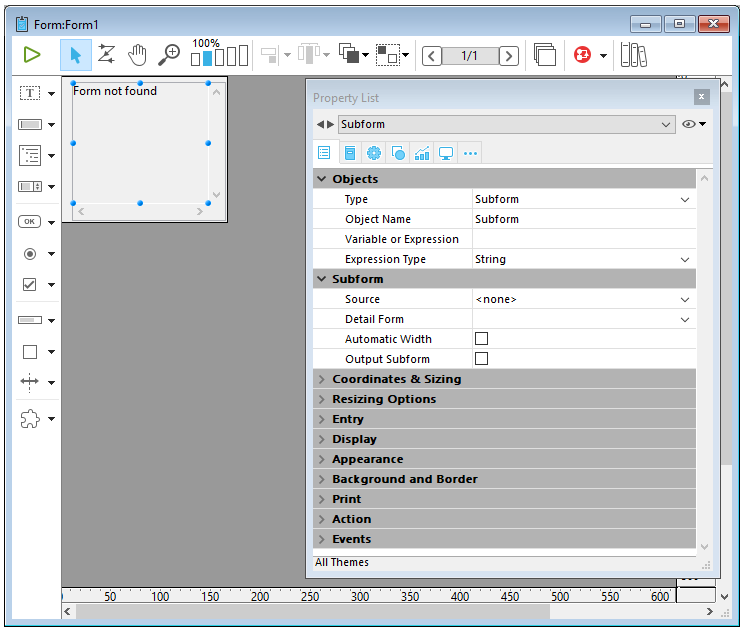 Form:Form1
100%
1/1
T
OK
Form not found
Property List
Subform
Objects
Type Subform
Object Name Subform
Variable or Expression
Expression Type String
Subform
Source <none>
Detail Form
Automatic Width
Output Subform
Coordinates & Sizing
Resizing Options
Entry
Display
Appearance
Background and Border
Print
Action
Events
All Themes
50 100 150 200 250 300 350 400 450 500 550 600